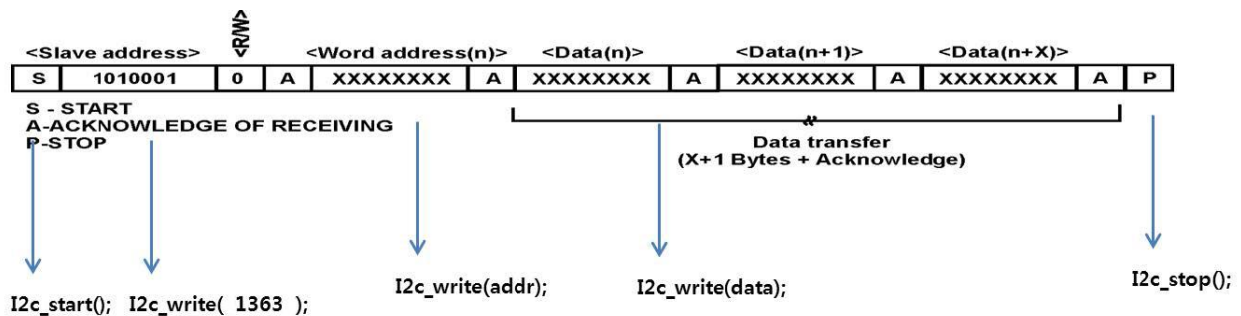 <R/W>
<Slave address> <Word address(n)> <Data(n)> <Data(n+1)> <Data(n+X)>
S 1010001 0 A XXXXXXXX A XXXXXXXX A XXXXXXXX A XXXXXXXX A P
S - START
A-ACKNOWLEDGE OF RECEIVING
P-STOP
Data transfer
(X+1 Bytes + Acknowledge)
I2c_start(); I2c_write( 1363 ); I2c_write(addr); I2c_write(data); I2c_stop();